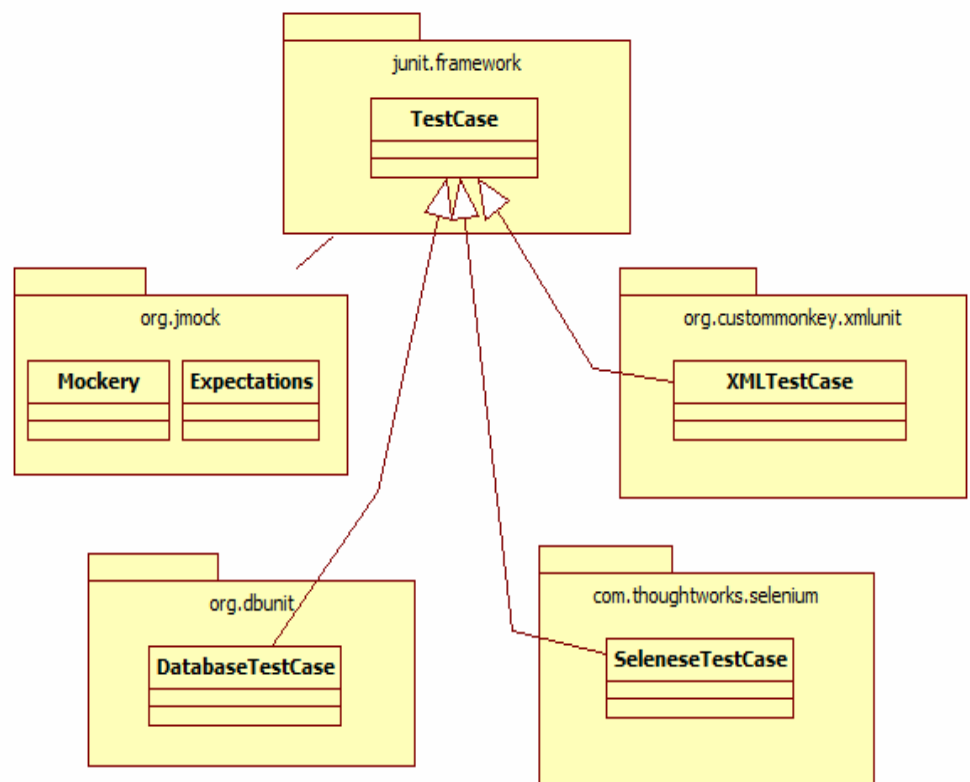 junit.framework
TestCase
org.jmock
Mockery
Expectations
org.custommonkey.xmlunit
XMLTestCase
org.dbunit
DatabaseTestCase
com.thoughtworks.selenium
SeleneseTestCase